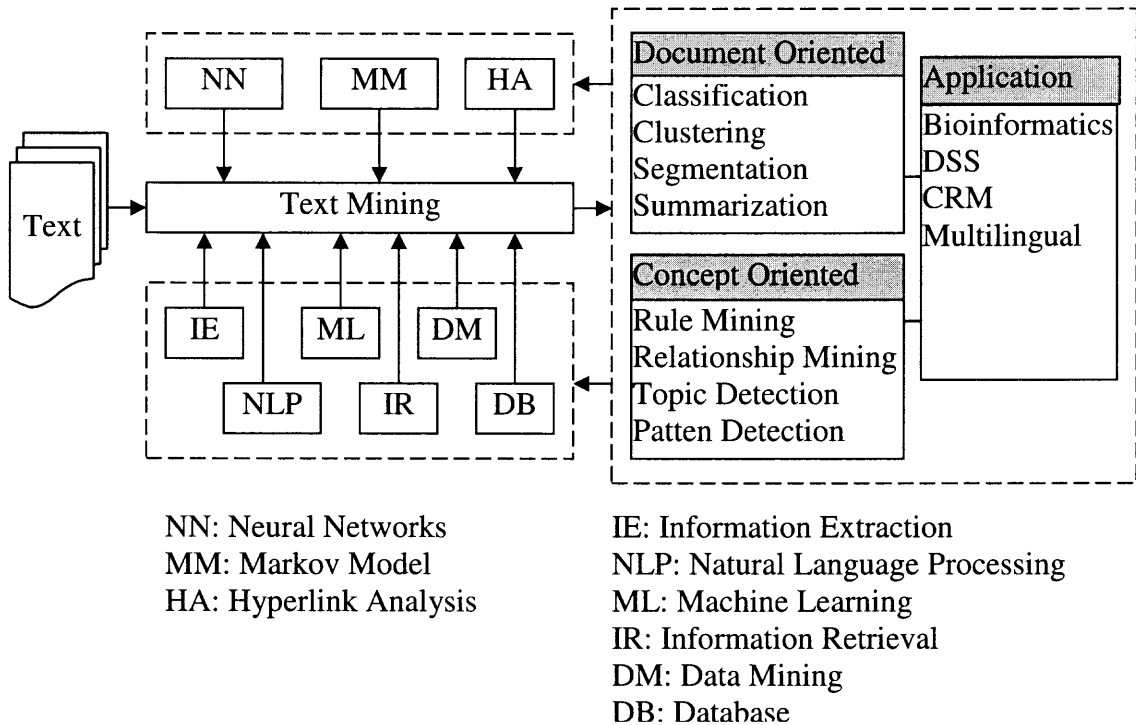 NN
MM
HA
Text
Text Mining
IE
ML
DM
NLP
IR
DB
Document Oriented
Classification
Clustering
Segmentation
Summarization
Concept Oriented
Rule Mining
Relationship Mining
Topic Detection
Patten Detection
Application
Bioinformatics
DSS
CRM
Multilingual
NN: Neural Networks
MM: Markov Model
HA: Hyperlink Analysis
IE: Information Extraction
NLP: Natural Language Processing
ML: Machine Learning
IR: Information Retrieval
DM: Data Mining
DB: Database